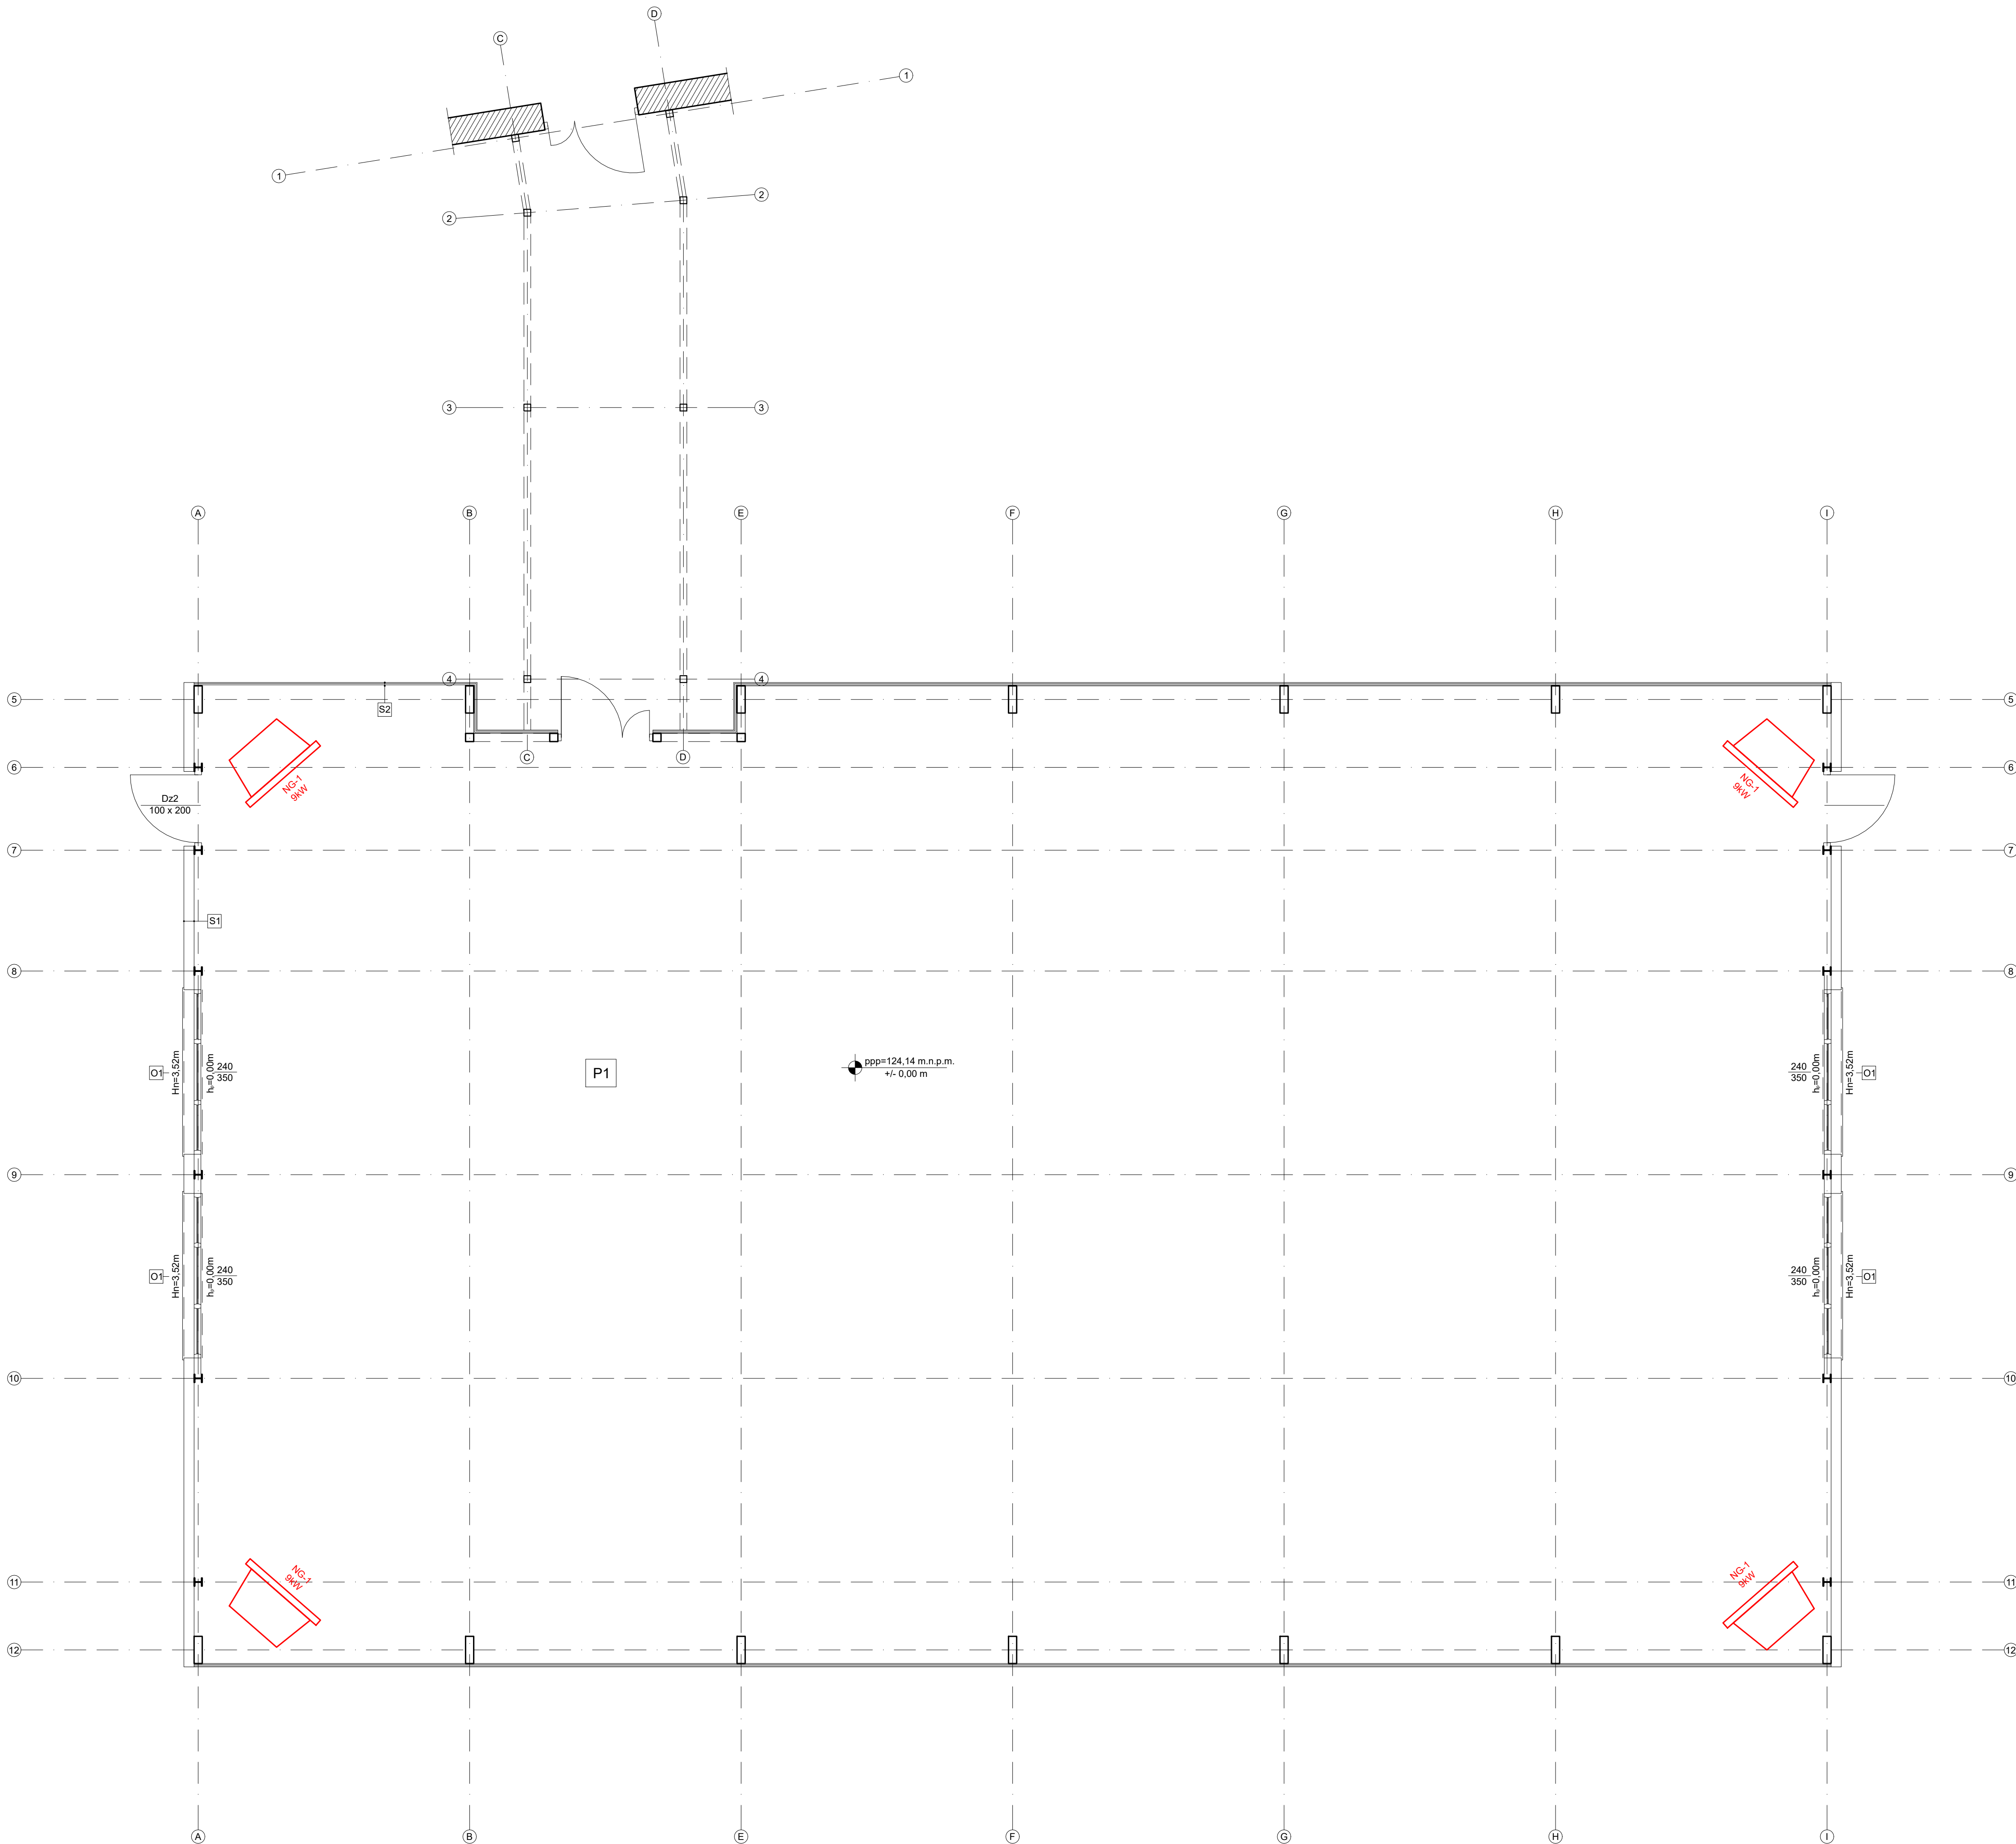 D
C
1
1
2
2
3
3
A
B
E
F
G
H
I
4
4
5
5
S2
C
D
6
6
NG-1
9kW
NG-1
9kW
Dz2
100 x 200
7
7
S1
8
8
O1
Hn=3,52m
hₚ=0,00m
240
350
P1
ppp=124,14 m.n.p.m.
+/- 0,00 m
240
350
hₚ=0,00m
Hn=3,52m
O1
9
9
O1
Hn=3,52m
hₚ=0,00m
240
350
240
350
hₚ=0,00m
Hn=3,52m
O1
10
10
NG-1
9kW
NG-1
9kW
11
11
12
12
A
B
E
F
G
H
I